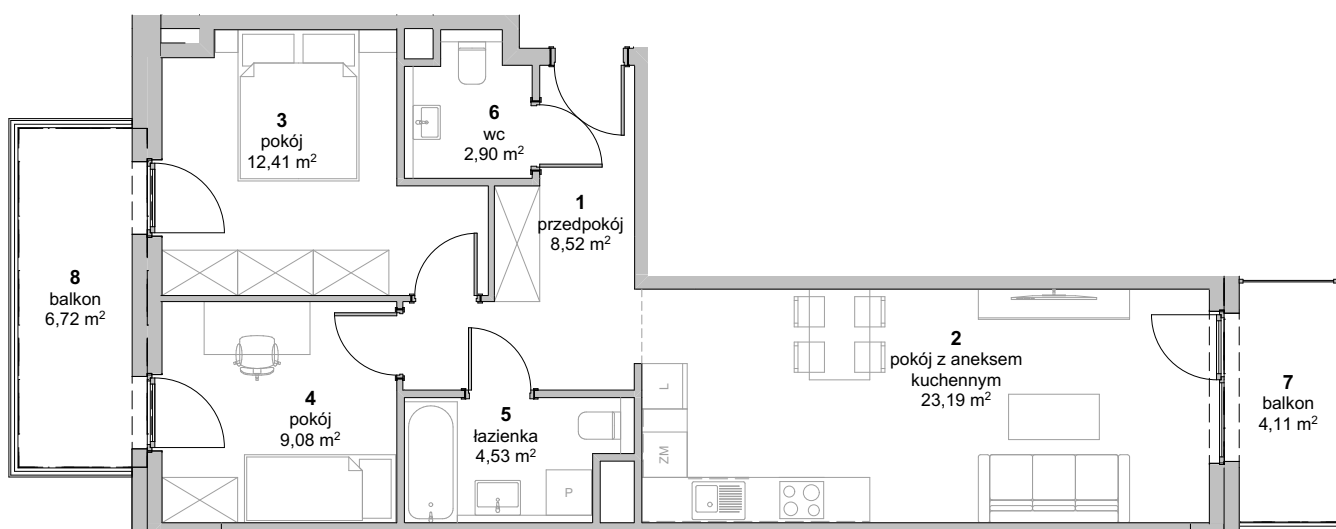 3
pokój
12,41 m²
6
wc
2,90 m²
1
przedpokój
8,52 m²
8
balkon
6,72 m²
2
pokój z aneksem
kuchennym
23,19 m²
7
balkon
4,11 m²
4
pokój
9,08 m²
5
łazienka
4,53 m²
L
ZM
P